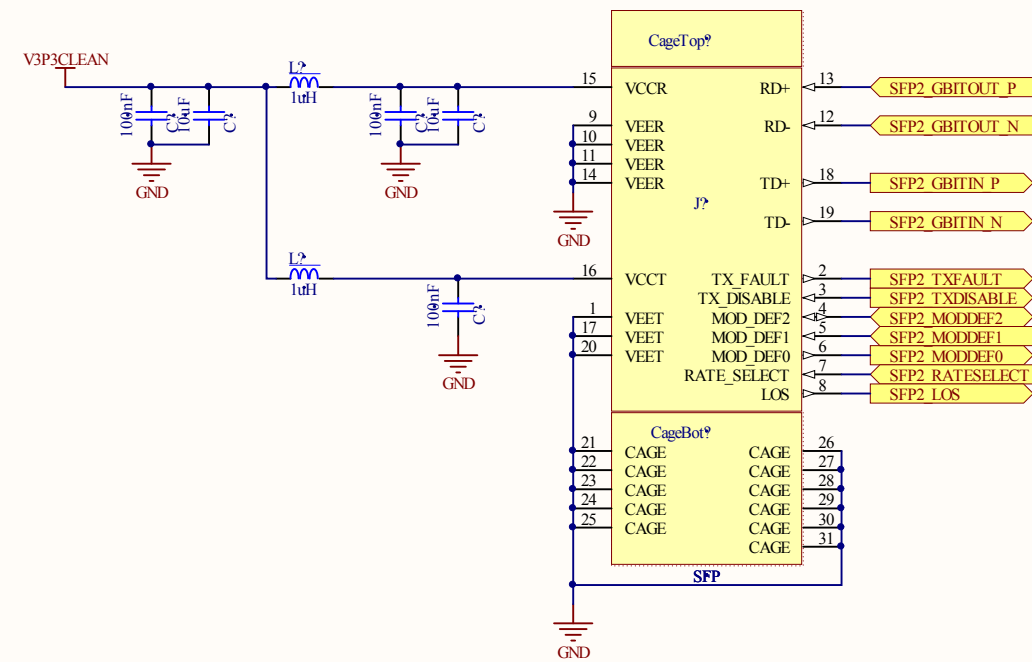 CageTop?
V3P3CLEAN
L?
1uH
15 VCCR RD+ 13 SFP2_GBITOUT_P
100nF C? 10uF C?
100nF C? 10uF C?
9 VEER RD- 12 SFP2_GBITOUT_N
10 VEER
11 VEER
14 VEER TD+ 18 SFP2_GBITIN_P
GND
GND
J?
TD- 19 SFP2_GBITIN_N
GND
L?
1uH
16 VCCT TX_FAULT 2 SFP2_TXFAULT
TX_DISABLE 3 SFP2_TXDISABLE
100nF C?
1 VEET MOD_DEF2 4 SFP2_MODDEF2
17 VEET MOD_DEF1 5 SFP2_MODDEF1
20 VEET MOD_DEF0 6 SFP2_MODDEF0
RATE_SELECT 7 SFP2_RATESELECT
GND
LOS 8 SFP2_LOS
CageBot?
21 CAGE CAGE 26
22 CAGE CAGE 27
23 CAGE CAGE 28
24 CAGE CAGE 29
25 CAGE CAGE 30
CAGE 31
SFP
GND